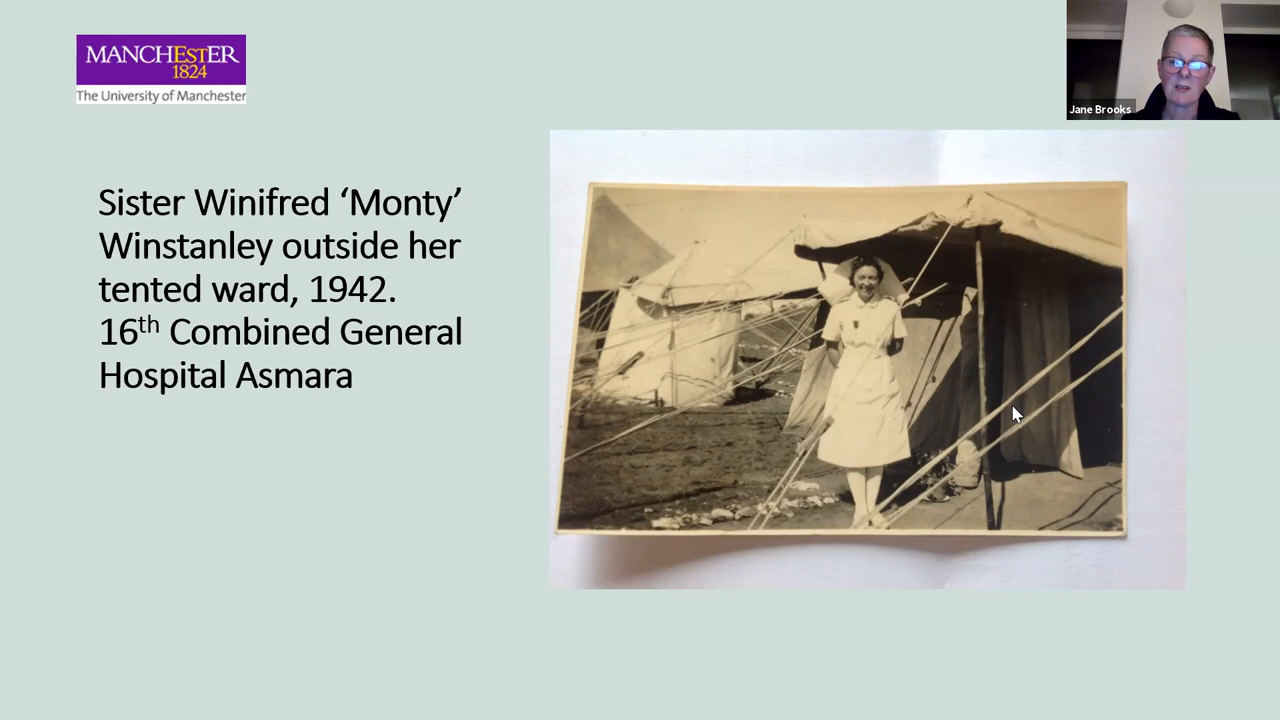 MANCHESTER
1824
The University of Manchester
Jane Brooks
Sister Winifred ‘Monty’
Winstanley outside her
tented ward, 1942.
16th Combined General
Hospital Asmara